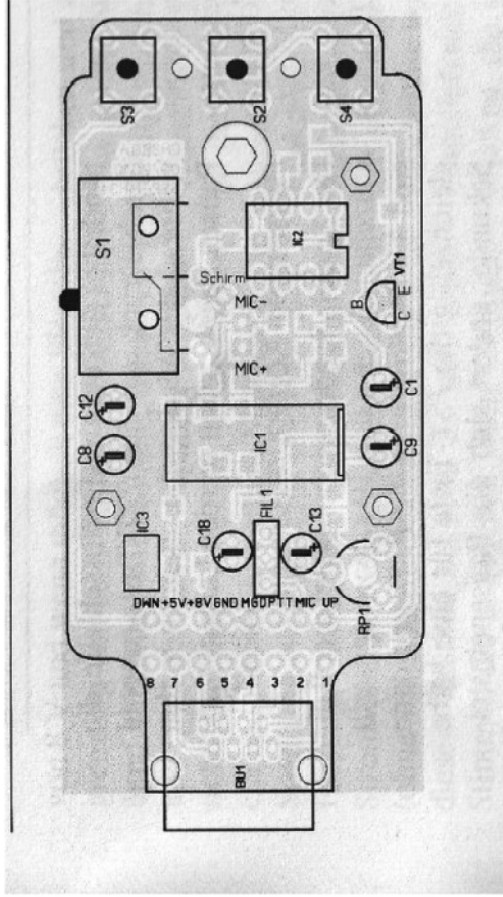 S3
S2
S4
S1
IC2
Schirm
MIC-
VT1
B
E
C
MIC+
C12
C1
C8
IC1
C9
IC3
FIL1
C18
C13
DWN +5V +8V GND MGD PTT MIC UP
RP1
8 7 6 5 4 3 2 1
BU1